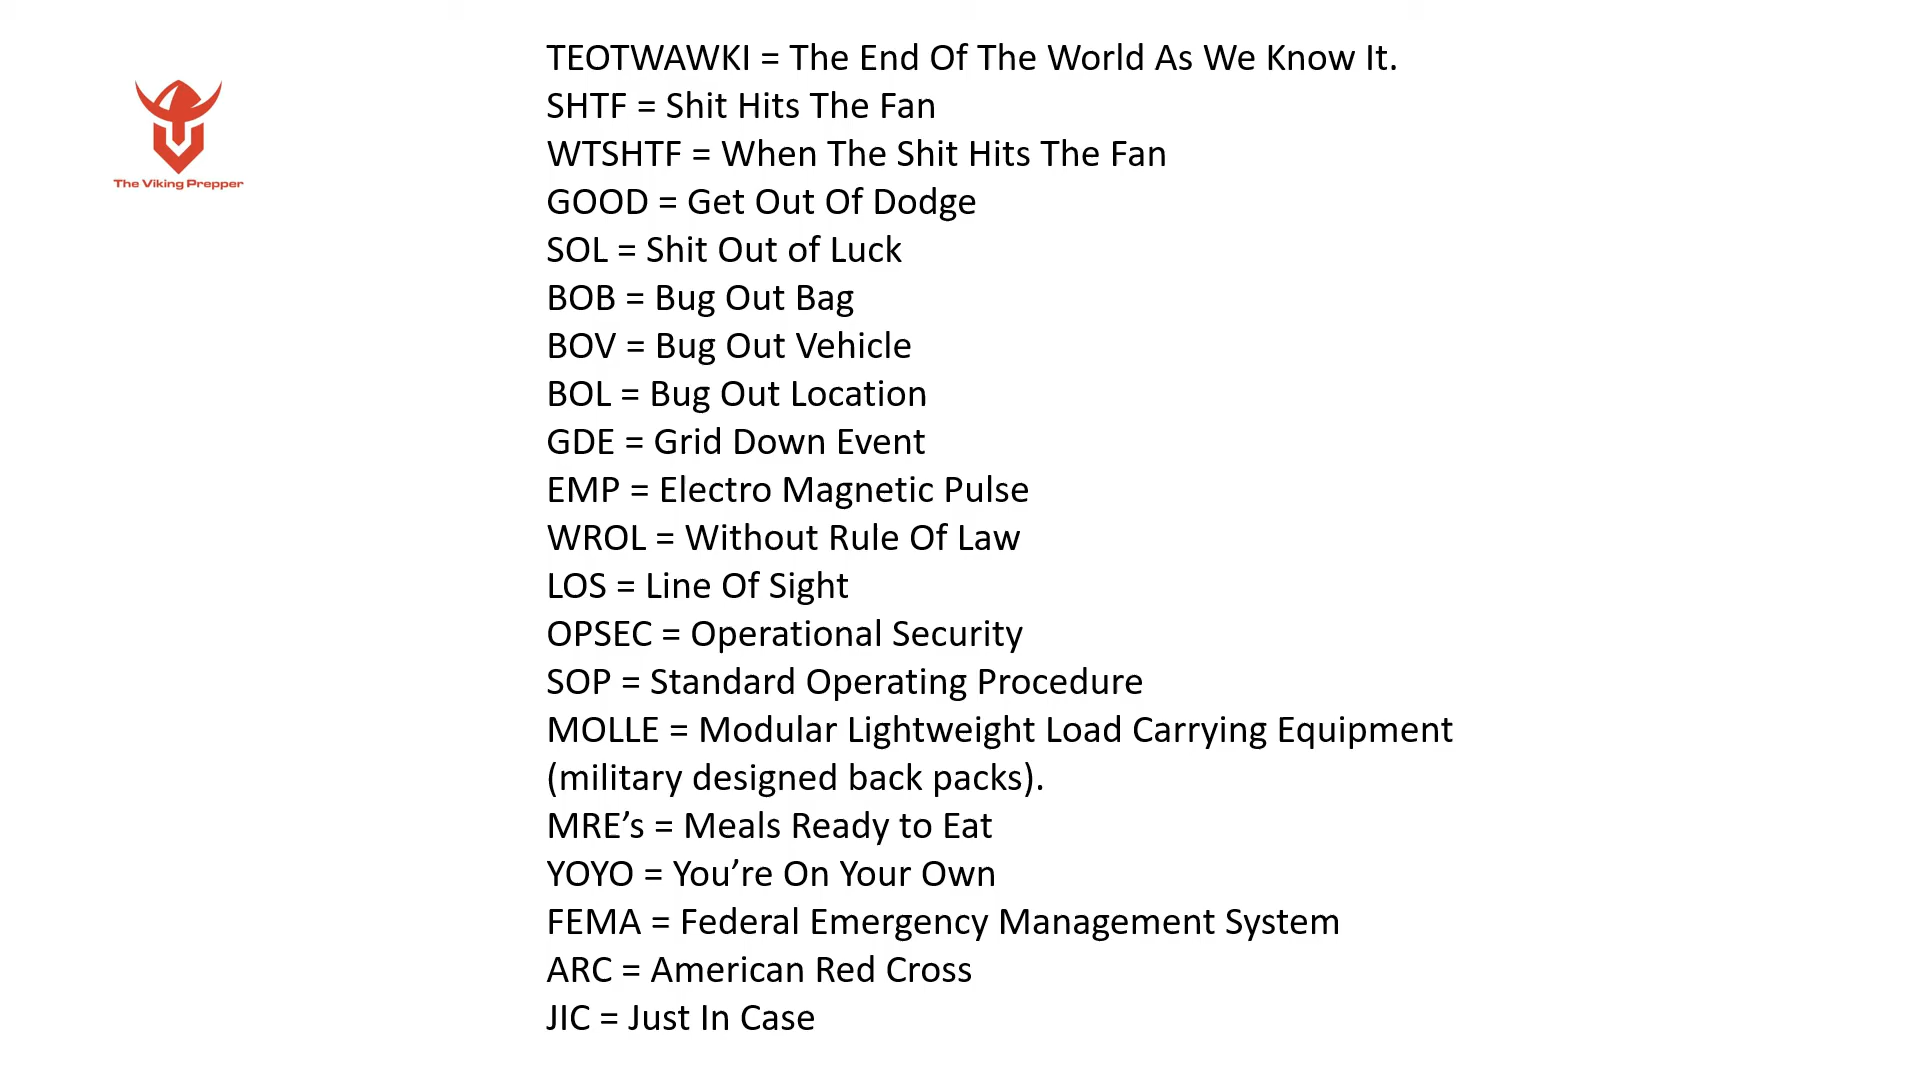 TEOTWAWKI = The End Of The World As We Know It.
SHTF = Shit Hits The Fan
WTSHTF = When The Shit Hits The Fan
GOOD = Get Out Of Dodge
SOL = Shit Out of Luck
BOB = Bug Out Bag
BOV = Bug Out Vehicle
BOL = Bug Out Location
GDE = Grid Down Event
EMP = Electro Magnetic Pulse
WROL = Without Rule Of Law
LOS = Line Of Sight
OPSEC = Operational Security
SOP = Standard Operating Procedure
MOLLE = Modular Lightweight Load Carrying Equipment
(military designed back packs).
MRE’s = Meals Ready to Eat
YOYO = You’re On Your Own
FEMA = Federal Emergency Management System
ARC = American Red Cross
JIC = Just In Case
The Viking Prepper